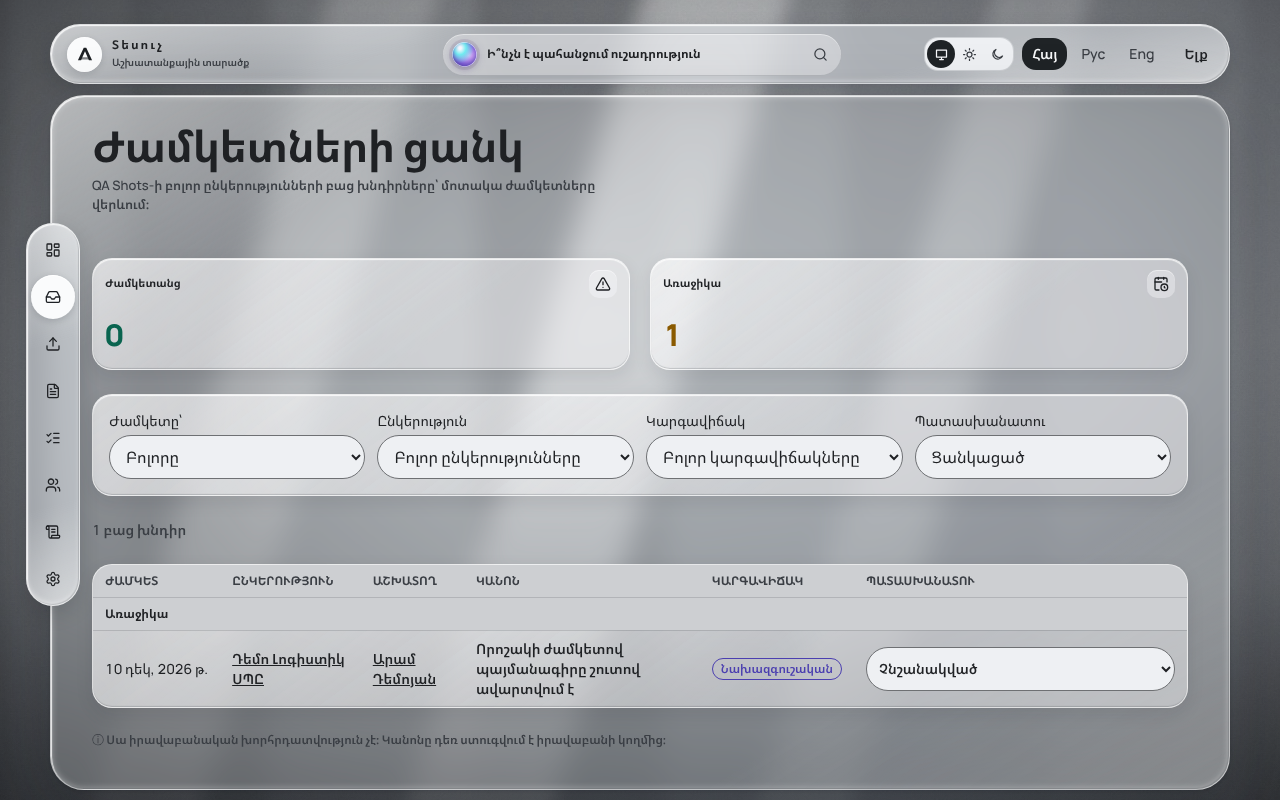 Տեսուչ
Աշխատանքային տարածք
Ի՞նչն է պահանջում ուշադրություն
Հայ
Рус
Eng
Ելք
Ժամկետների ցանկ
QA Shots-ի բոլոր ընկերությունների բաց խնդիրները՝ մոտակա ժամկետները
վերևում։
Ժամկետանց
0
Առաջիկա
1
Ժամկետը՝
Ընկերություն
Կարգավիճակ
Պատասխանատու
Բոլորը
Բոլոր ընկերությունները
Բոլոր կարգավիճակները
Ցանկացած
1 բաց խնդիր
ԺԱՄԿԵՏ
ԸՆԿԵՐՈՒԹՅՈՒՆ
ԱՇԽԱՏՈՂ
ԿԱՆՈՆ
ԿԱՐԳԱՎԻՃԱԿ
ՊԱՏԱՍԽԱՆԱՏՈՒ
Առաջիկա
10 դեկ, 2026 թ.
Դեմո Լոգիստիկ
ՍՊԸ
Արամ
Դեմոյան
Որոշակի ժամկետով
պայմանագիրը շուտով
ավարտվում է
Նախազգուշական
Չնշանակված
Սա իրավաբանական խորհրդատվություն չէ։ Կանոնը դեռ ստուգվում է իրավաբանի կողմից։